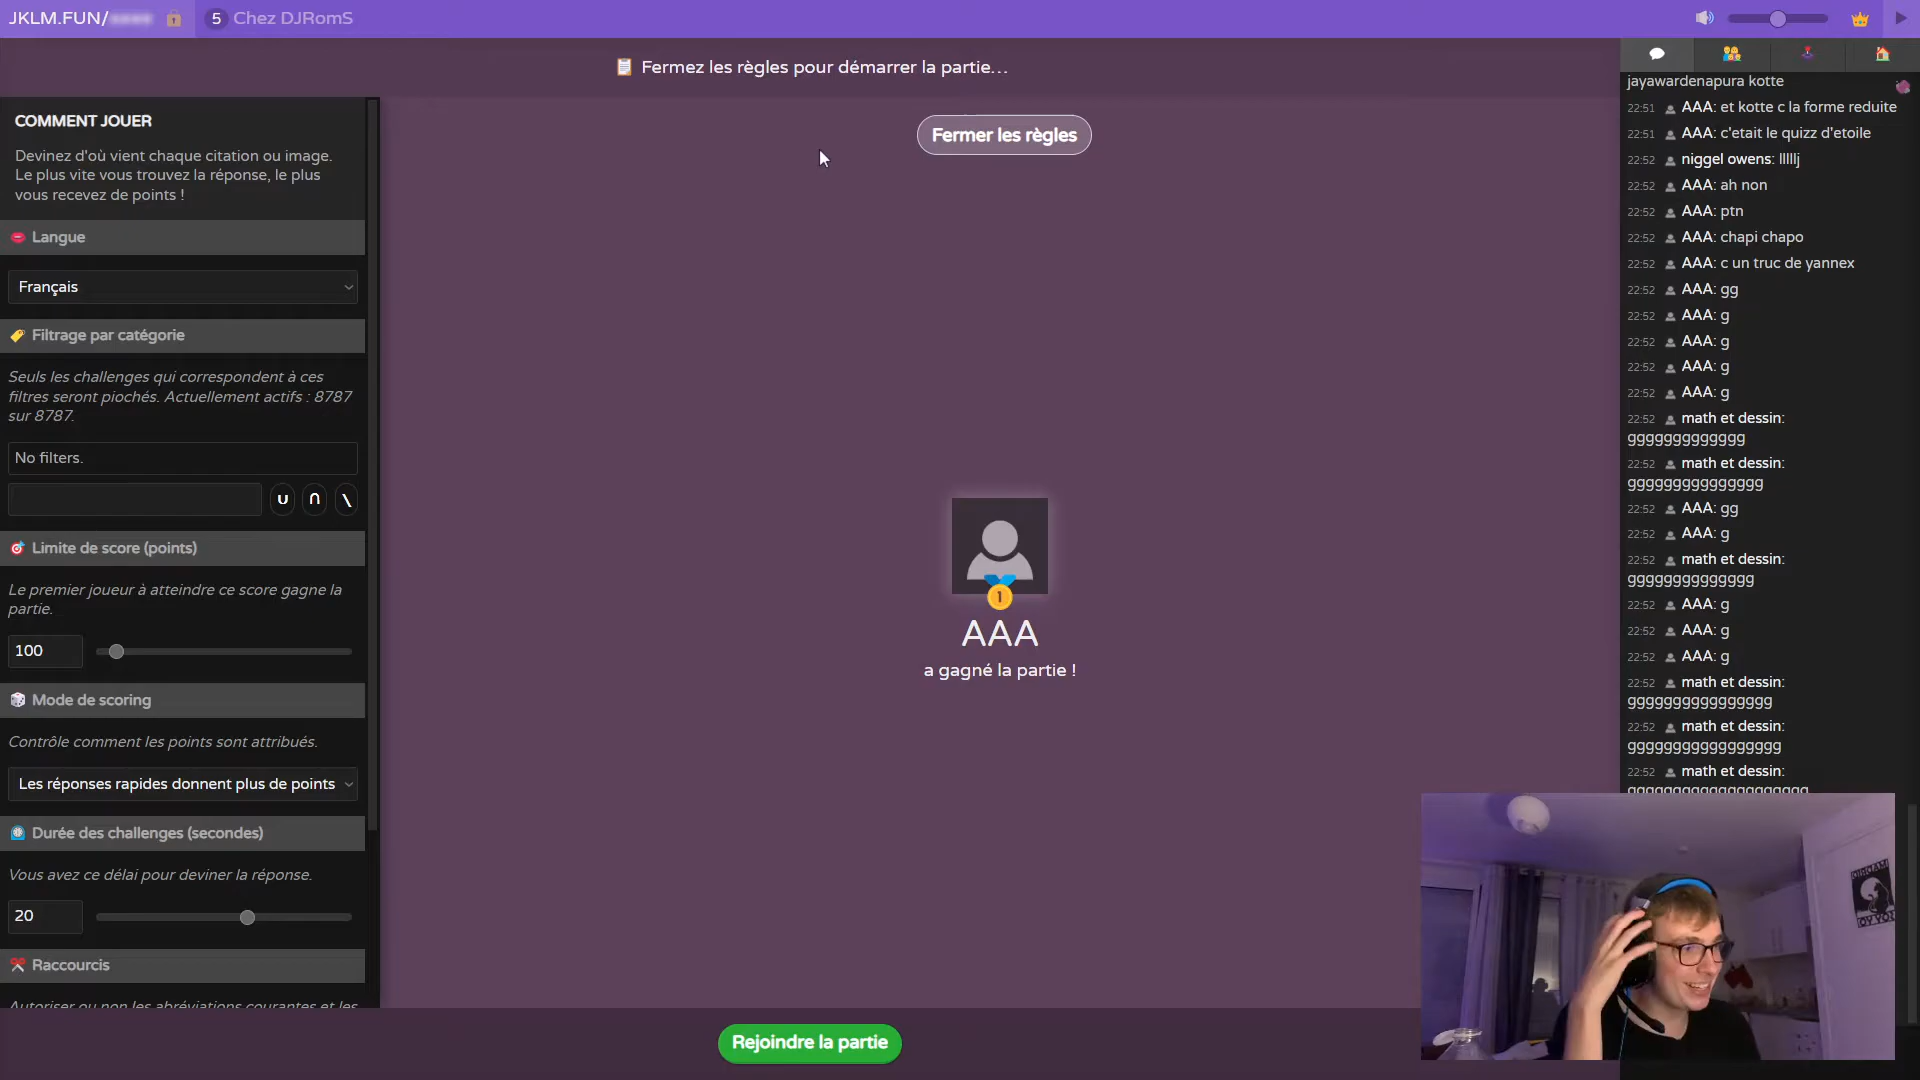 JKLM.FUN/
5 Chez DJRomS
Fermez les règles pour démarrer la partie…
COMMENT JOUER
Devinez d'où vient chaque citation ou image.
Le plus vite vous trouvez la réponse, le plus
vous recevez de points !
Langue
Français
Filtrage par catégorie
Seuls les challenges qui correspondent à ces
filtres seront piochés. Actuellement actifs : 8787
sur 8787.
No filters.
∪ ∩ \
Limite de score (points)
Le premier joueur à atteindre ce score gagne la
partie.
100
Mode de scoring
Contrôle comment les points sont attribués.
Les réponses rapides donnent plus de points
Durée des challenges (secondes)
Vous avez ce délai pour deviner la réponse.
20
Raccourcis
Autoriser ou non les abréviations courantes et les
Fermer les règles
1
AAA
a gagné la partie !
Rejoindre la partie
jayawardenapura kotte
22:51 AAA: et kotte c la forme reduite
22:51 AAA: c'etait le quizz d'etoile
22:52 niggel owens: lllllj
22:52 AAA: ah non
22:52 AAA: ptn
22:52 AAA: chapi chapo
22:52 AAA: c un truc de yannex
22:52 AAA: gg
22:52 AAA: g
22:52 AAA: g
22:52 AAA: g
22:52 AAA: g
22:52 math et dessin:
ggggggggggggg
22:52 math et dessin:
ggggggggggggggg
22:52 AAA: gg
22:52 AAA: g
22:52 math et dessin:
gggggggggggggg
22:52 AAA: g
22:52 AAA: g
22:52 AAA: g
22:52 math et dessin:
gggggggggggggggg
22:52 math et dessin:
ggggggggggggggggg
22:52 math et dessin:
gggggggggggggggggggg